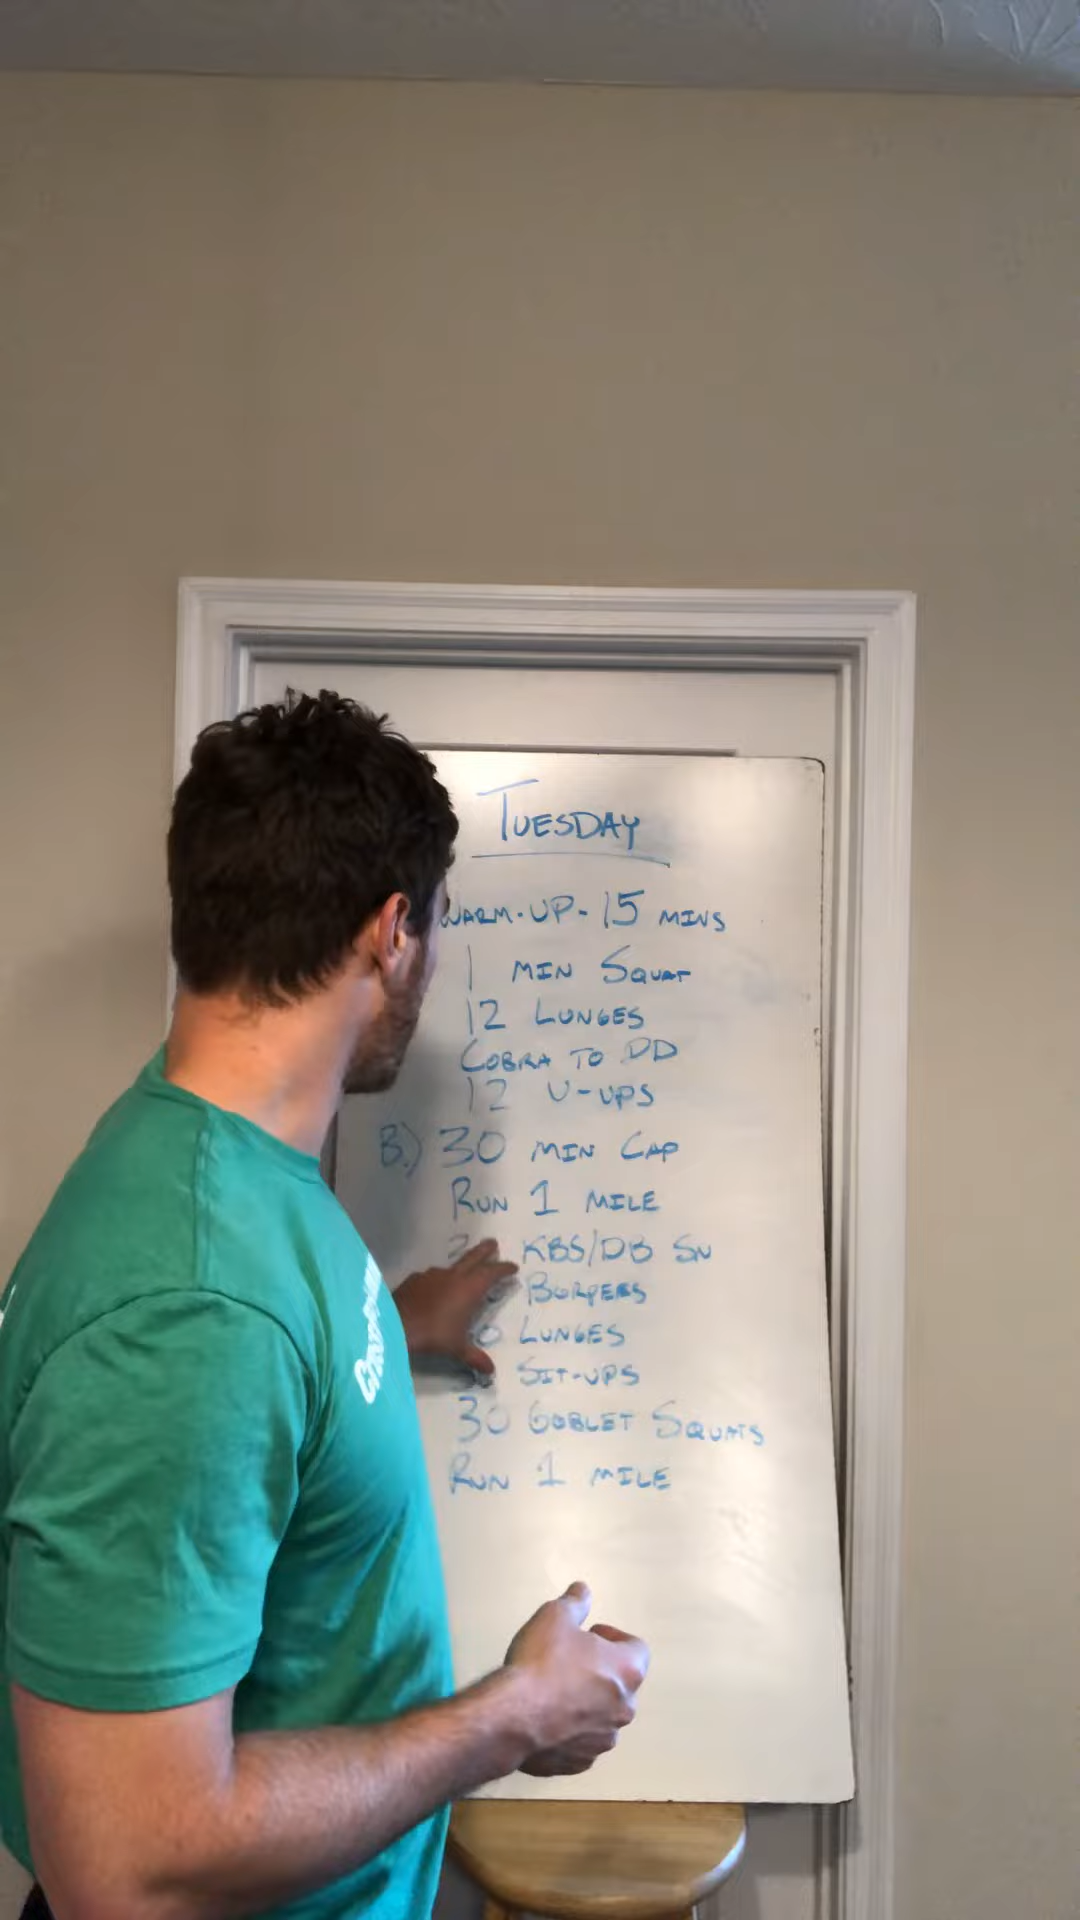 TUESDAY
WARM-UP-15 MINS
1 MIN SQUAT
12 LUNGES
COBRA TO DD
12 V-UPS
B.) 30 MIN CAP
RUN 1 MILE
KBS/DB SN
BURPEES
LUNGES
SIT-UPS
30 GOBLET SQUATS
RUN 1 MILE